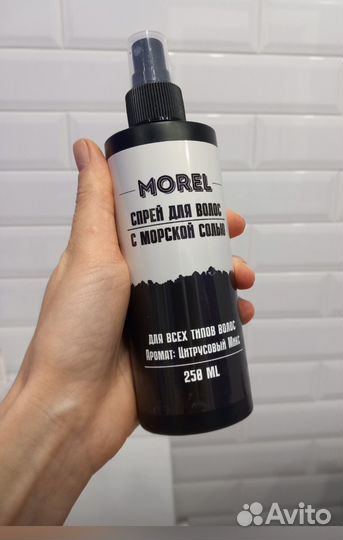 MOREL
СПРЕЙ ДЛЯ ВОЛОС
С МОРСКОЙ СОЛЬЮ
ДЛЯ ВСЕХ ТИПОВ ВОЛОС
АРОМАТ: ЦИТРУСОВЫЙ МИКС
250 ML
Avito